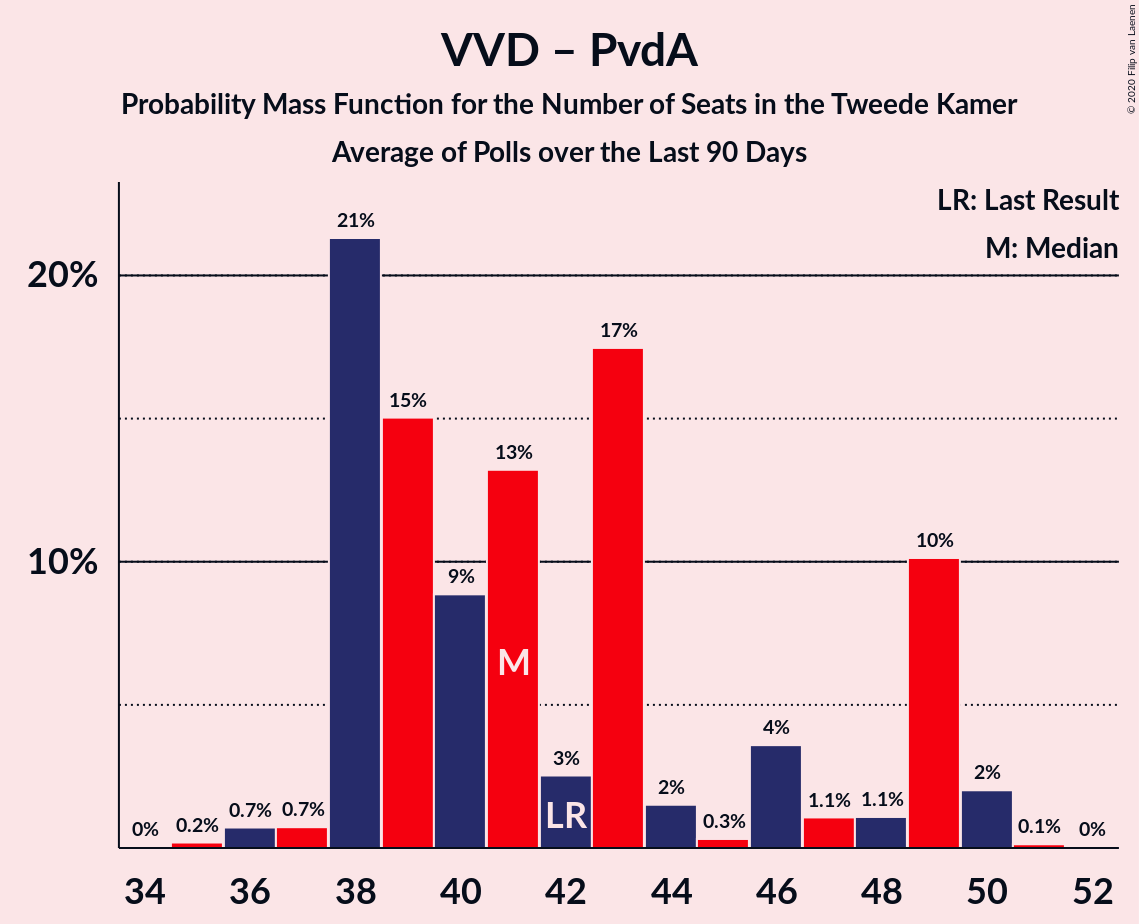 VVD – PvdA
Probability Mass Function for the Number of Seats in the Tweede Kamer
Average of Polls over the Last 90 Days
© 2020 Filip van Laenen
LR: Last Result
M: Median
20%
10%
0%
0.2%
0.7%
0.7%
21%
15%
9%
13%
3%
17%
2%
0.3%
4%
1.1%
1.1%
10%
2%
0.1%
0%
M
LR
34 36 38 40 42 44 46 48 50 52